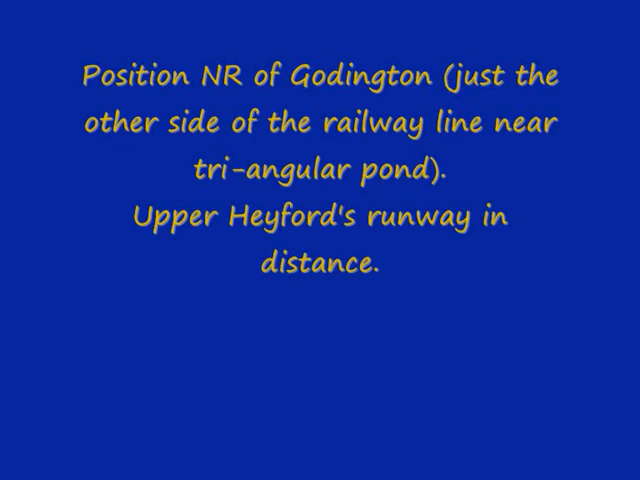 Position NR of Godington (just the
other side of the railway line near
tri-angular pond).
Upper Heyford's runway in
distance.